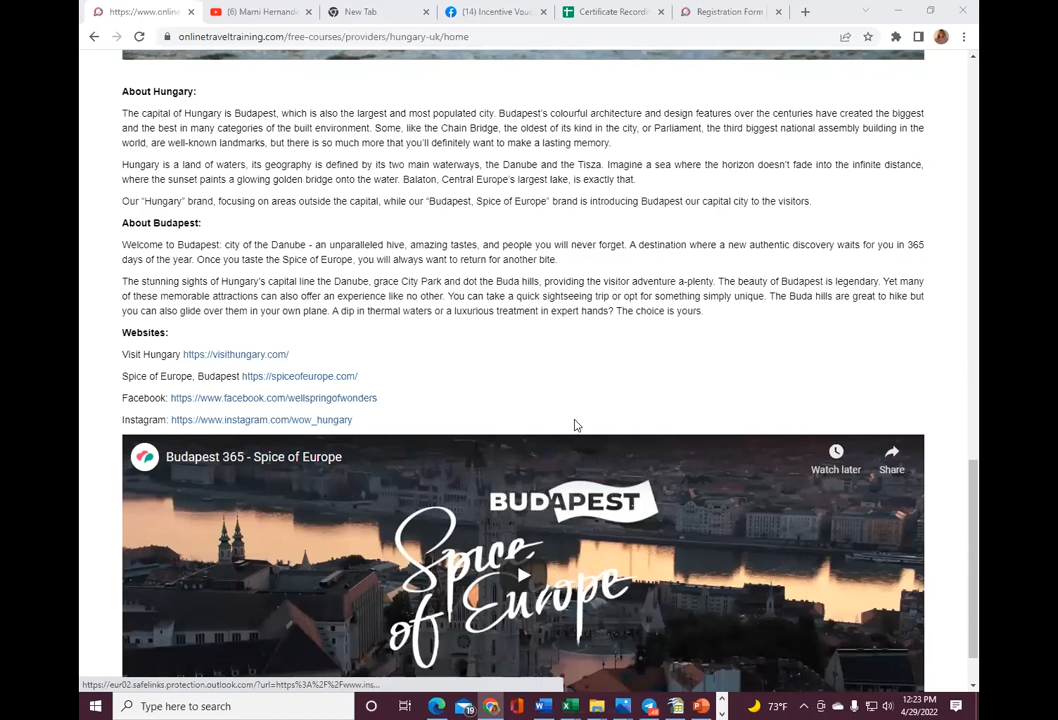 https://www.online
(6) Marni Hernande
New Tab
(14) Incentive Vou
Certificate Recordin
Registration Form
onlinetraveltraining.com/free-courses/providers/hungary-uk/home
About Hungary:
The capital of Hungary is Budapest, which is also the largest and most populated city. Budapest's colourful architecture and design features over the centuries have created the biggest
and the best in many categories of the built environment. Some, like the Chain Bridge, the oldest of its kind in the city, or Parliament, the third biggest national assembly building in the
world, are well-known landmarks, but there is so much more that you'll definitely want to make a lasting memory.
Hungary is a land of waters, its geography is defined by its two main waterways, the Danube and the Tisza. Imagine a sea where the horizon doesn't fade into the infinite distance,
where the sunset paints a glowing golden bridge onto the water. Balaton, Central Europe's largest lake, is exactly that.
Our "Hungary" brand, focusing on areas outside the capital, while our "Budapest, Spice of Europe" brand is introducing Budapest our capital city to the visitors.
About Budapest:
Welcome to Budapest: city of the Danube - an unparalleled hive, amazing tastes, and people you will never forget. A destination where a new authentic discovery waits for you in 365
days of the year. Once you taste the Spice of Europe, you will always want to return for another bite.
The stunning sights of Hungary's capital line the Danube, grace City Park and dot the Buda hills, providing the visitor adventure a-plenty. The beauty of Budapest is legendary. Yet many
of these memorable attractions can also offer an experience like no other. You can take a quick sightseeing trip or opt for something simply unique. The Buda hills are great to hike but
you can also glide over them in your own plane. A dip in thermal waters or a luxurious treatment in expert hands? The choice is yours.
Websites:
Visit Hungary https://visithungary.com/
Spice of Europe, Budapest https://spiceofeurope.com/
Facebook: https://www.facebook.com/wellspringofwonders
Instagram: https://www.instagram.com/wow_hungary
Budapest 365 - Spice of Europe
Watch later
Share
BUDAPEST
Spice
of Europe
https://eur02.safelinks.protection.outlook.com/?url=https%3A%2F%2Fwww.ins...
Type here to search
19
73°F
12:23 PM
4/29/2022